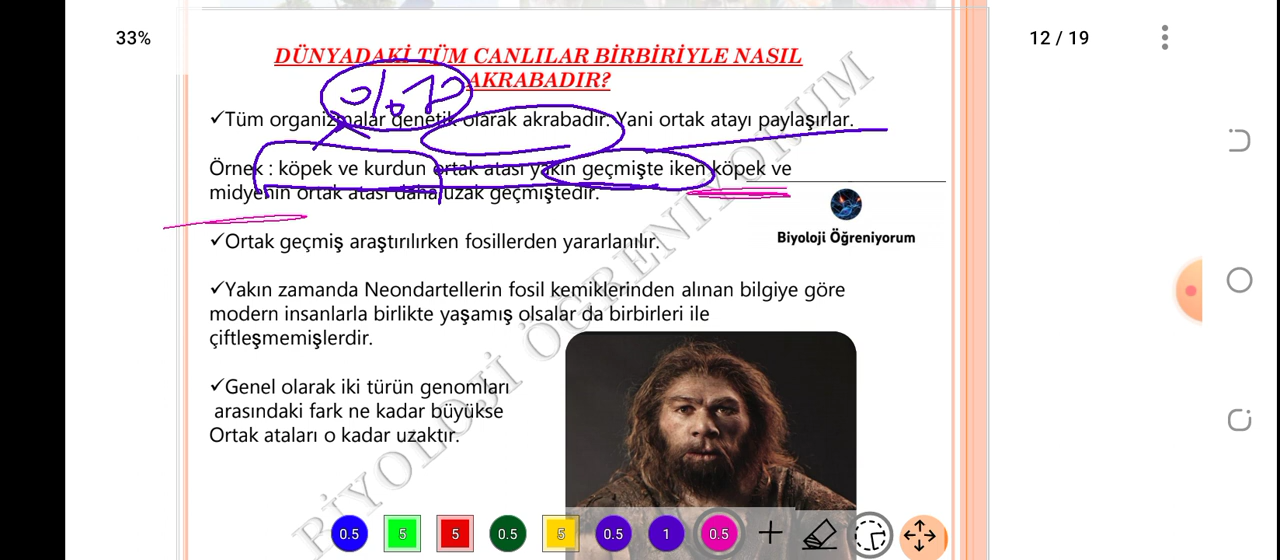 33%
12 / 19
DÜNYADAKİ TÜM CANLILAR BİRBİRİYLE NASIL
AKRABADIR?
✓Tüm organizmalar genetik olarak akrabadır. Yani ortak atayı paylaşırlar.
Örnek : köpek ve kurdun ortak atası yakın geçmişte iken köpek ve
midyenin ortak atası daha uzak geçmiştedir.
Biyoloji Öğreniyorum
✓Ortak geçmiş araştırılırken fosillerden yararlanılır.
✓Yakın zamanda Neondartellerin fosil kemiklerinden alınan bilgiye göre
modern insanlarla birlikte yaşamış olsalar da birbirleri ile
çiftleşmemişlerdir.
✓Genel olarak iki türün genomları
arasındaki fark ne kadar büyükse
Ortak ataları o kadar uzaktır.
BİYOLOJİ ÖĞRENİYORUM
0.5 5 5 0.5 5 0.5 1 0.5